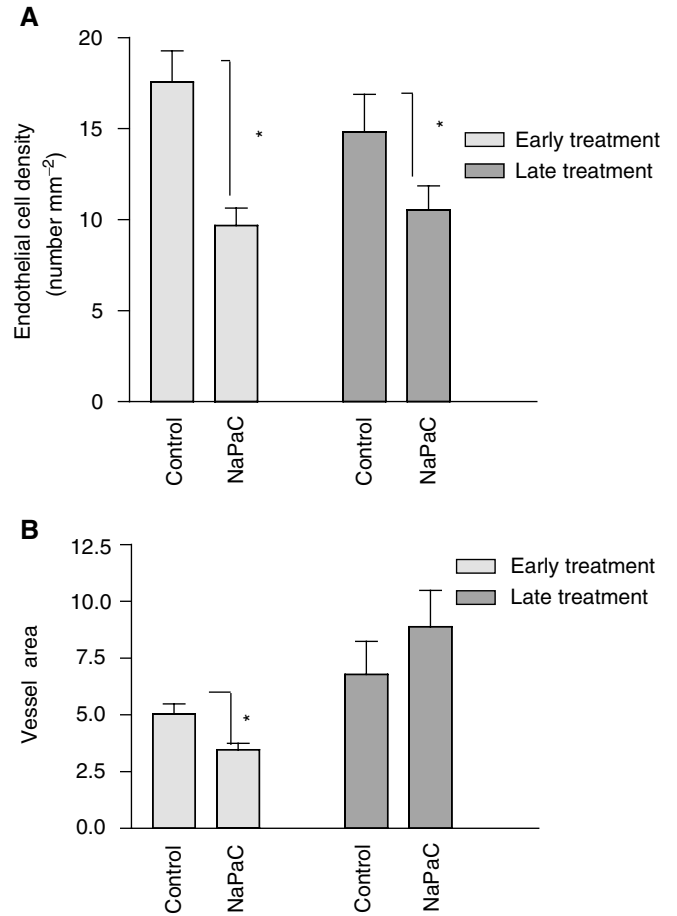 A
20
15
10
5
0
Endothelial cell density
(number mm−2)
*
*
Early treatment
Late treatment
Control
NaPaC
Control
NaPaC
B
12.5
10.0
7.5
5.0
2.5
0.0
Vessel area
*
Early treatment
Late treatment
Control
NaPaC
Control
NaPaC